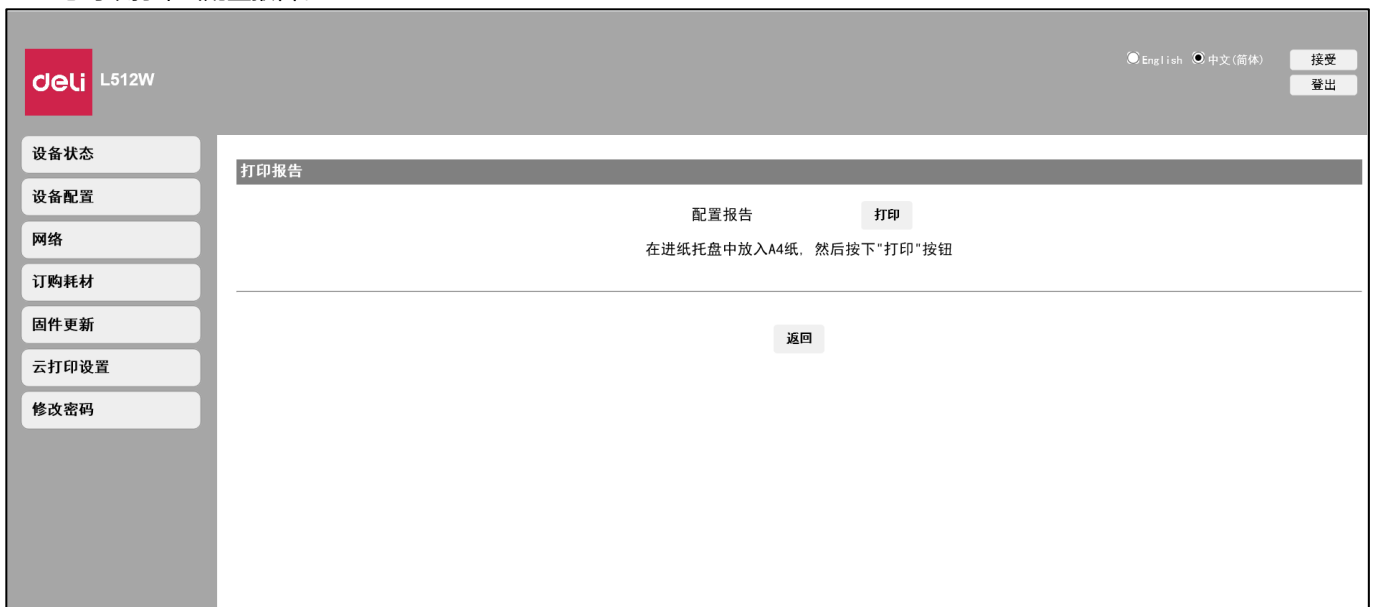 deli L512W
English 中文(简体) 接受
登出
设备状态
设备配置
网络
订购耗材
固件更新
云打印设置
修改密码
打印报告
配置报告 打印
在进纸托盘中放入A4纸, 然后按下"打印"按钮
返回